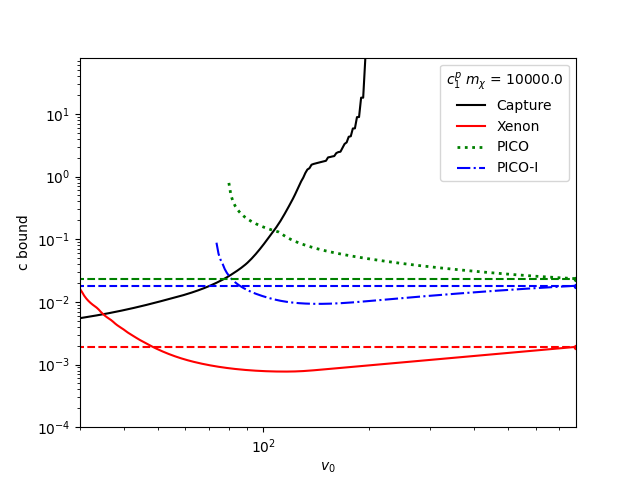 c₁ᵖ m_χ = 10000.0
Capture
Xenon
PICO
PICO-I
10¹
10⁰
10⁻¹
10⁻²
10⁻³
10⁻⁴
c bound
10²
v₀